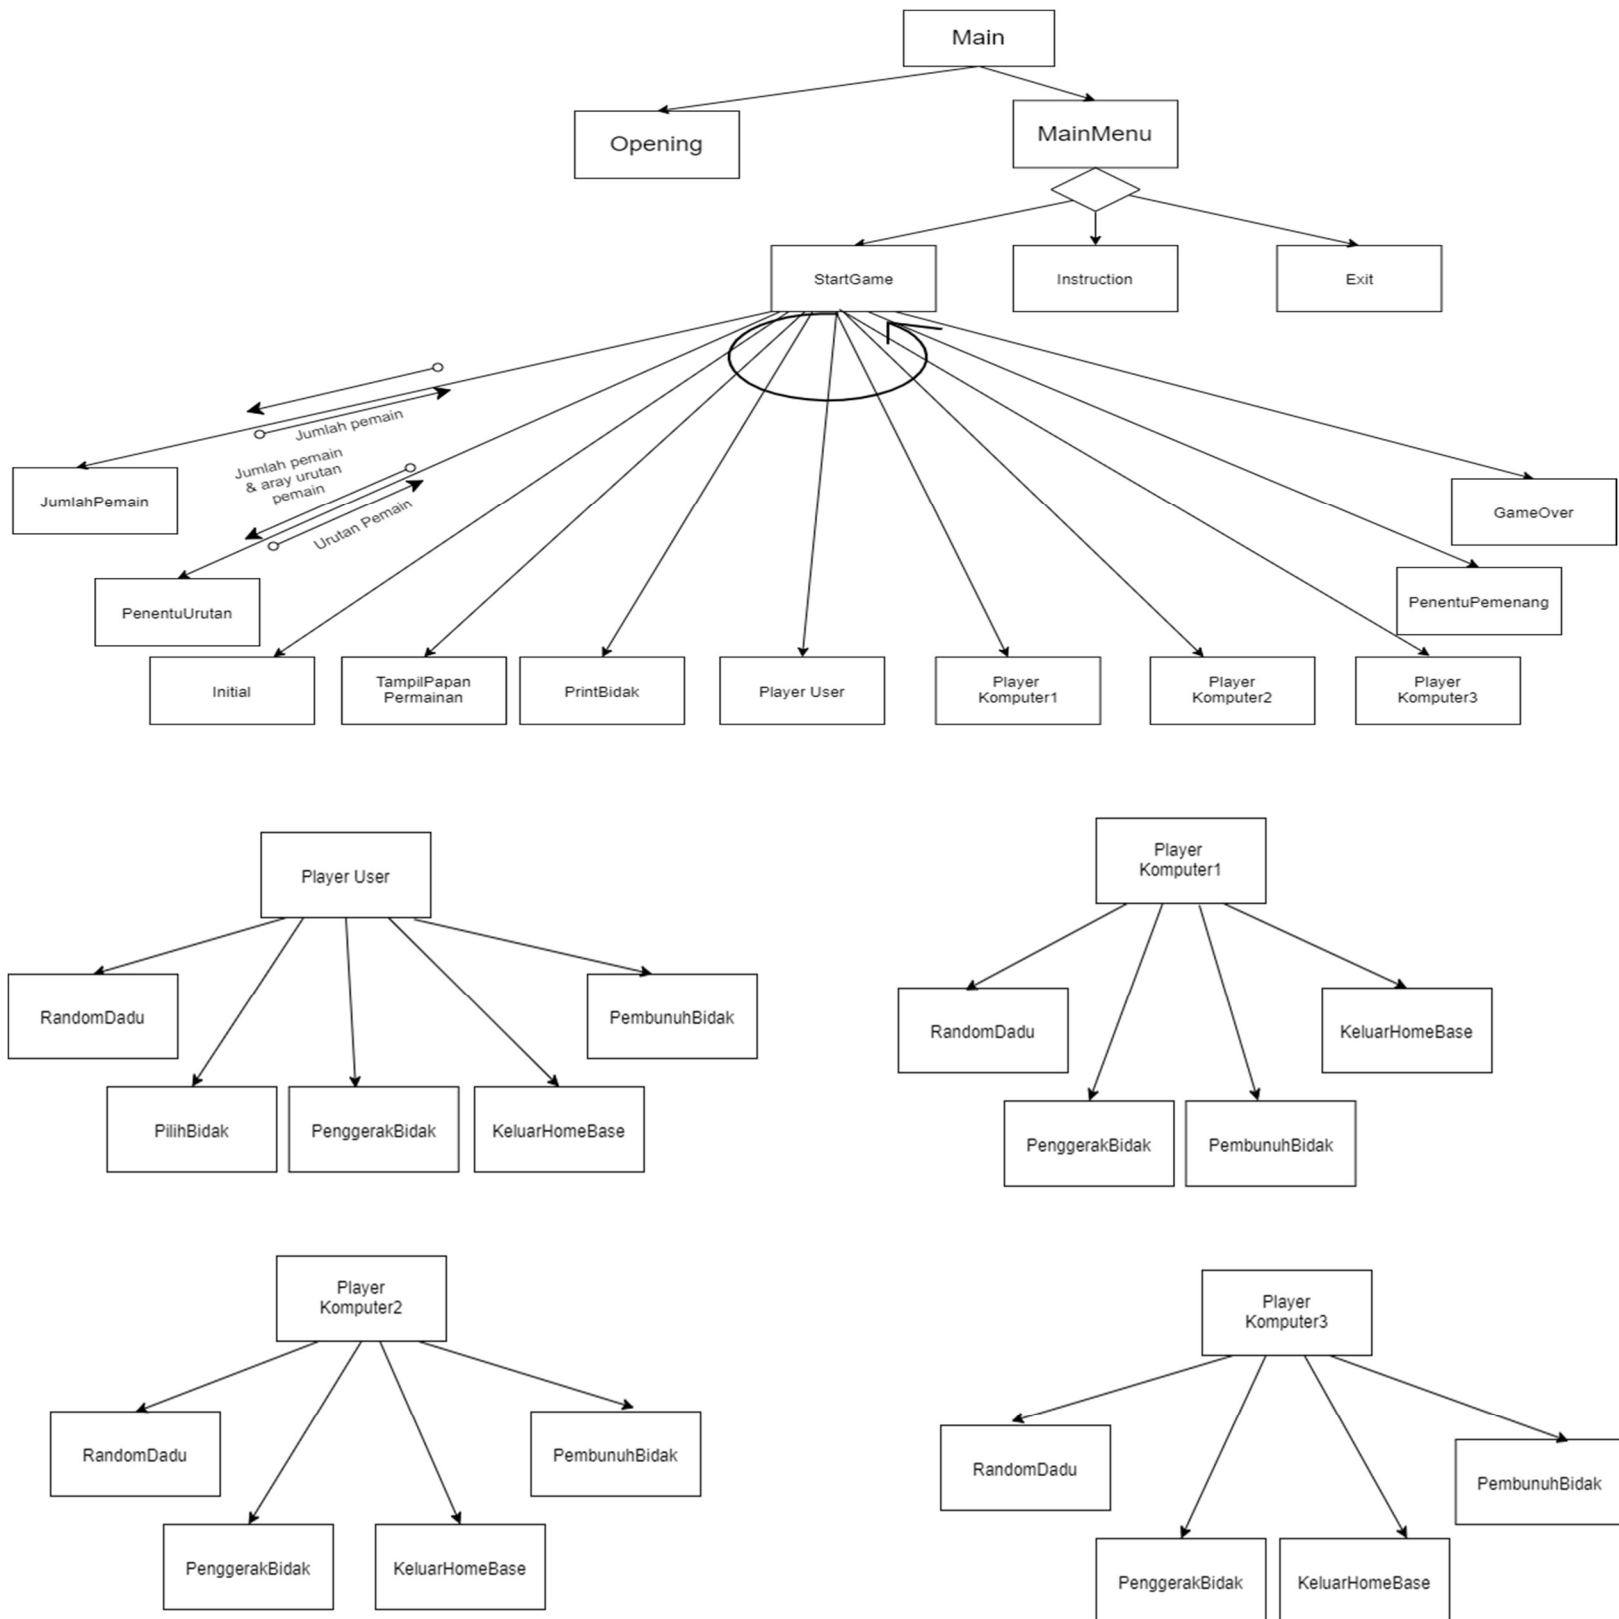 Main
Opening
MainMenu
StartGame
Instruction
Exit
Jumlah pemain
Jumlah pemain
& aray urutan
pemain
Urutan Pemain
JumlahPemain
GameOver
PenentuUrutan
PenentuPemenang
Initial
TampilPapan
Permainan
PrintBidak
Player User
Player
Komputer1
Player
Komputer2
Player
Komputer3
Player User
RandomDadu
PembunuhBidak
PilihBidak
PenggerakBidak
KeluarHomeBase
Player
Komputer1
RandomDadu
KeluarHomeBase
PenggerakBidak
PembunuhBidak
Player
Komputer2
RandomDadu
PembunuhBidak
PenggerakBidak
KeluarHomeBase
Player
Komputer3
RandomDadu
PembunuhBidak
PenggerakBidak
KeluarHomeBase